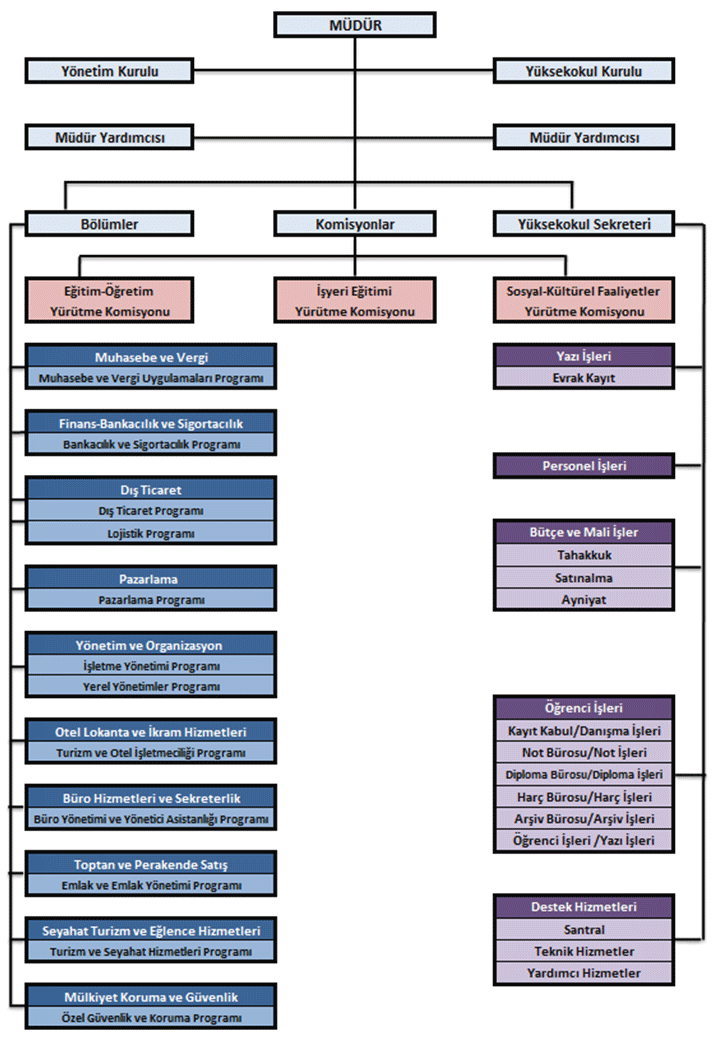 MÜDÜR
Yönetim Kurulu
Yüksekokul Kurulu
Müdür Yardımcısı
Müdür Yardımcısı
Bölümler
Komisyonlar
Yüksekokul Sekreteri
Eğitim-Öğretim
Yürütme Komisyonu
İşyeri Eğitimi
Yürütme Komisyonu
Sosyal-Kültürel Faaliyetler
Yürütme Komisyonu
Muhasebe ve Vergi
Muhasebe ve Vergi Uygulamaları Programı
Finans-Bankacılık ve Sigortacılık
Bankacılık ve Sigortacılık Programı
Dış Ticaret
Dış Ticaret Programı
Lojistik Programı
Pazarlama
Pazarlama Programı
Yönetim ve Organizasyon
İşletme Yönetimi Programı
Yerel Yönetimler Programı
Otel Lokanta ve İkram Hizmetleri
Turizm ve Otel İşletmeciliği Programı
Büro Hizmetleri ve Sekreterlik
Büro Yönetimi ve Yönetici Asistanlığı Programı
Toptan ve Perakende Satış
Emlak ve Emlak Yönetimi Programı
Seyahat Turizm ve Eğlence Hizmetleri
Turizm ve Seyahat Hizmetleri Programı
Mülkiyet Koruma ve Güvenlik
Özel Güvenlik ve Koruma Programı
Yazı İşleri
Evrak Kayıt
Personel İşleri
Bütçe ve Mali İşler
Tahakkuk
Satınalma
Ayniyat
Öğrenci İşleri
Kayıt Kabul/Danışma İşleri
Not Bürosu/Not İşleri
Diploma Bürosu/Diploma İşleri
Harç Bürosu/Harç İşleri
Arşiv Bürosu/Arşiv İşleri
Öğrenci İşleri /Yazı İşleri
Destek Hizmetleri
Santral
Teknik Hizmetler
Yardımcı Hizmetler